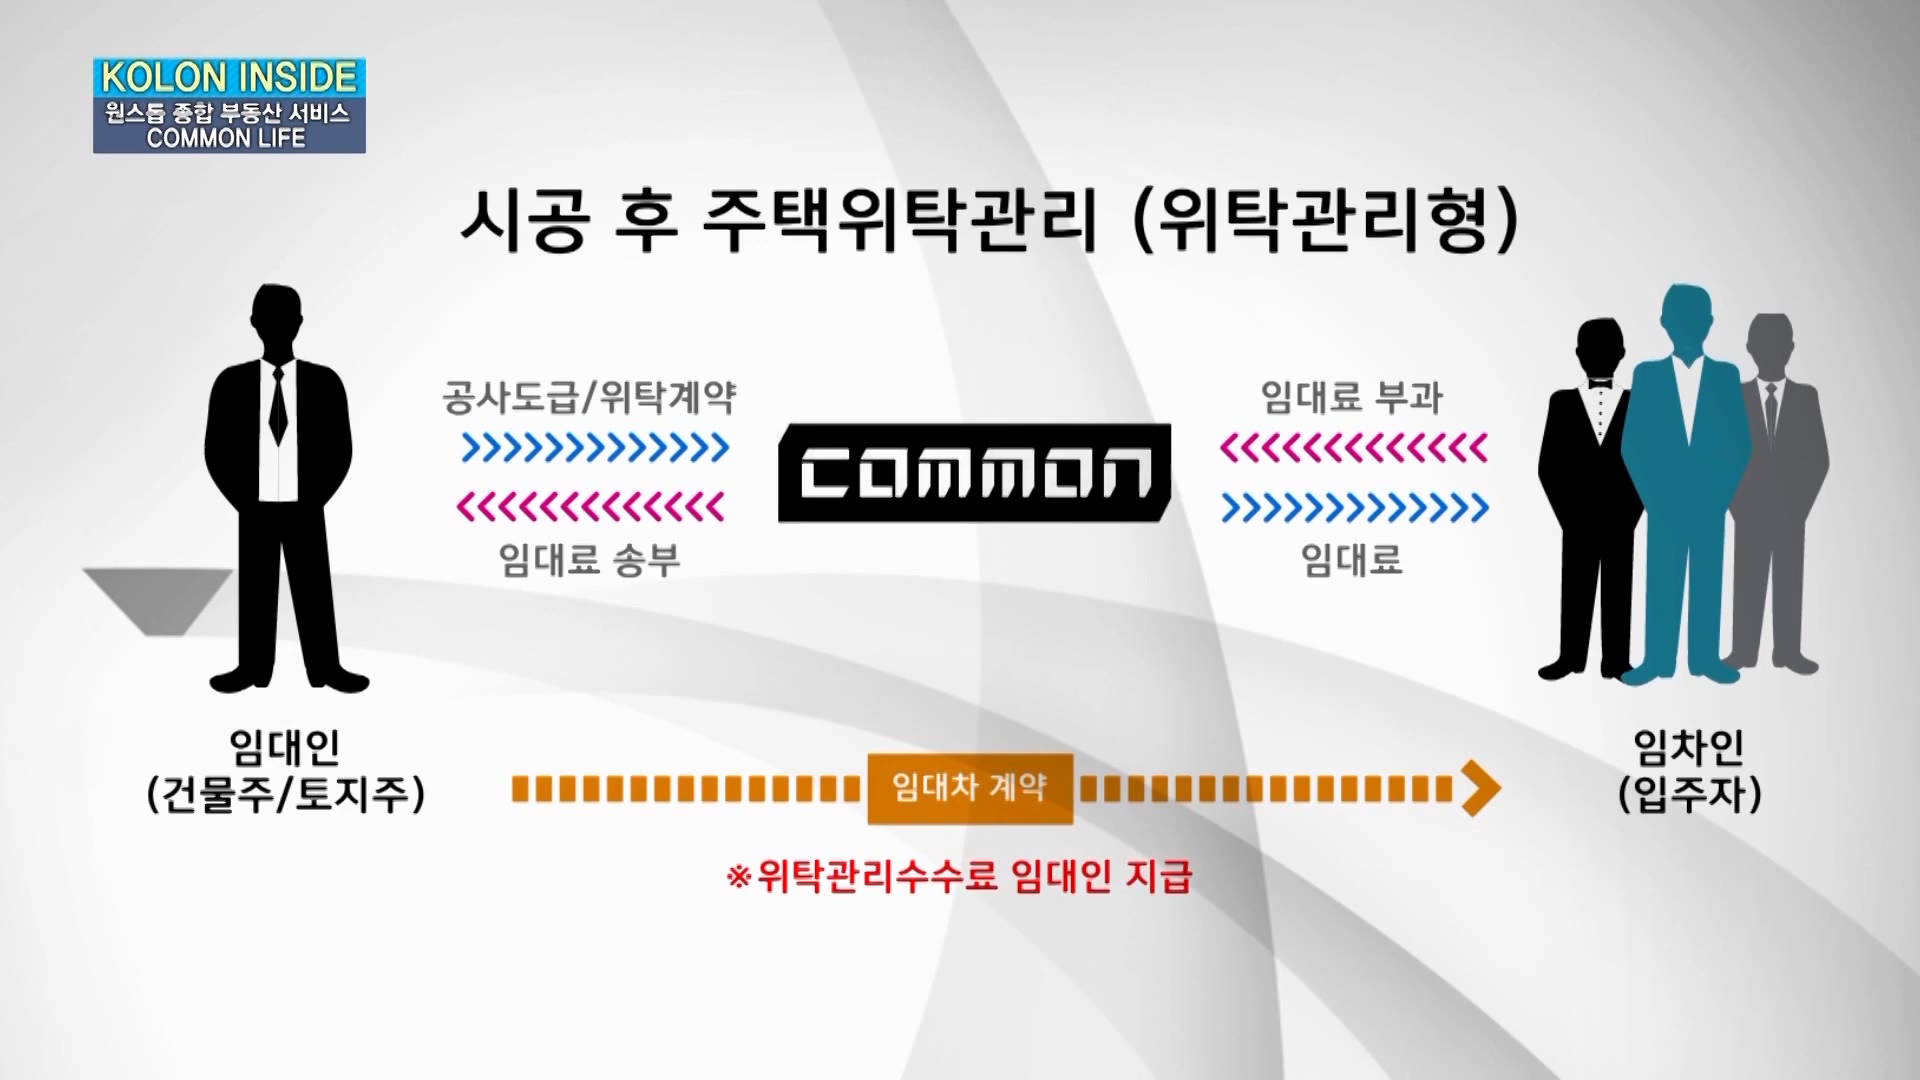 KOLON INSIDE
원스톱 종합 부동산 서비스
COMMON LIFE
시공 후 주택위탁관리 (위탁관리형)
공사도급/위탁계약
임대료 송부
common
임대료 부과
임대료
임대인
(건물주/토지주)
임대차 계약
임차인
(입주자)
※위탁관리수수료 임대인 지급